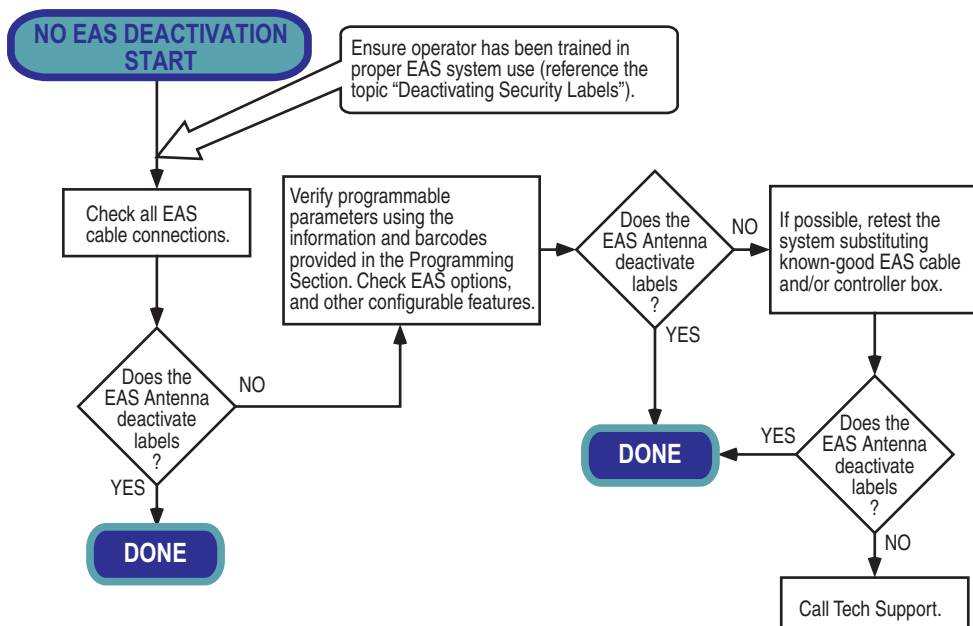 NO EAS DEACTIVATION
START
Ensure operator has been trained in
proper EAS system use (reference the
topic “Deactivating Security Labels”).
Check all EAS
cable connections.
Does the
EAS Antenna
deactivate
labels
?
NO
YES
DONE
Verify programmable
parameters using the
information and barcodes
provided in the Programming
Section. Check EAS options,
and other configurable features.
Does the
EAS Antenna
deactivate
labels
?
NO
YES
DONE
If possible, retest the
system substituting
known-good EAS cable
and/or controller box.
Does the
EAS Antenna
deactivate
labels
?
YES
NO
Call Tech Support.